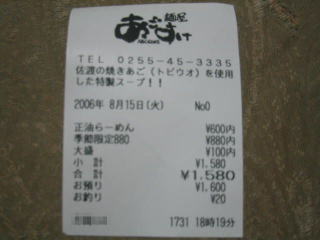 麺屋
あごすけ
AGOSUKE
TEL 0255-45-3335
佐渡の焼きあご(トビウオ)を使用
した特製スープ!!
2006年 8月15日(火) No0
正油らーめん ¥600内
季節限定880 ¥880内
大盛 ¥100内
小 計 ¥1,580
合 計 ¥1,580
お預り ¥1,600
お釣り ¥20
1731 18時19分